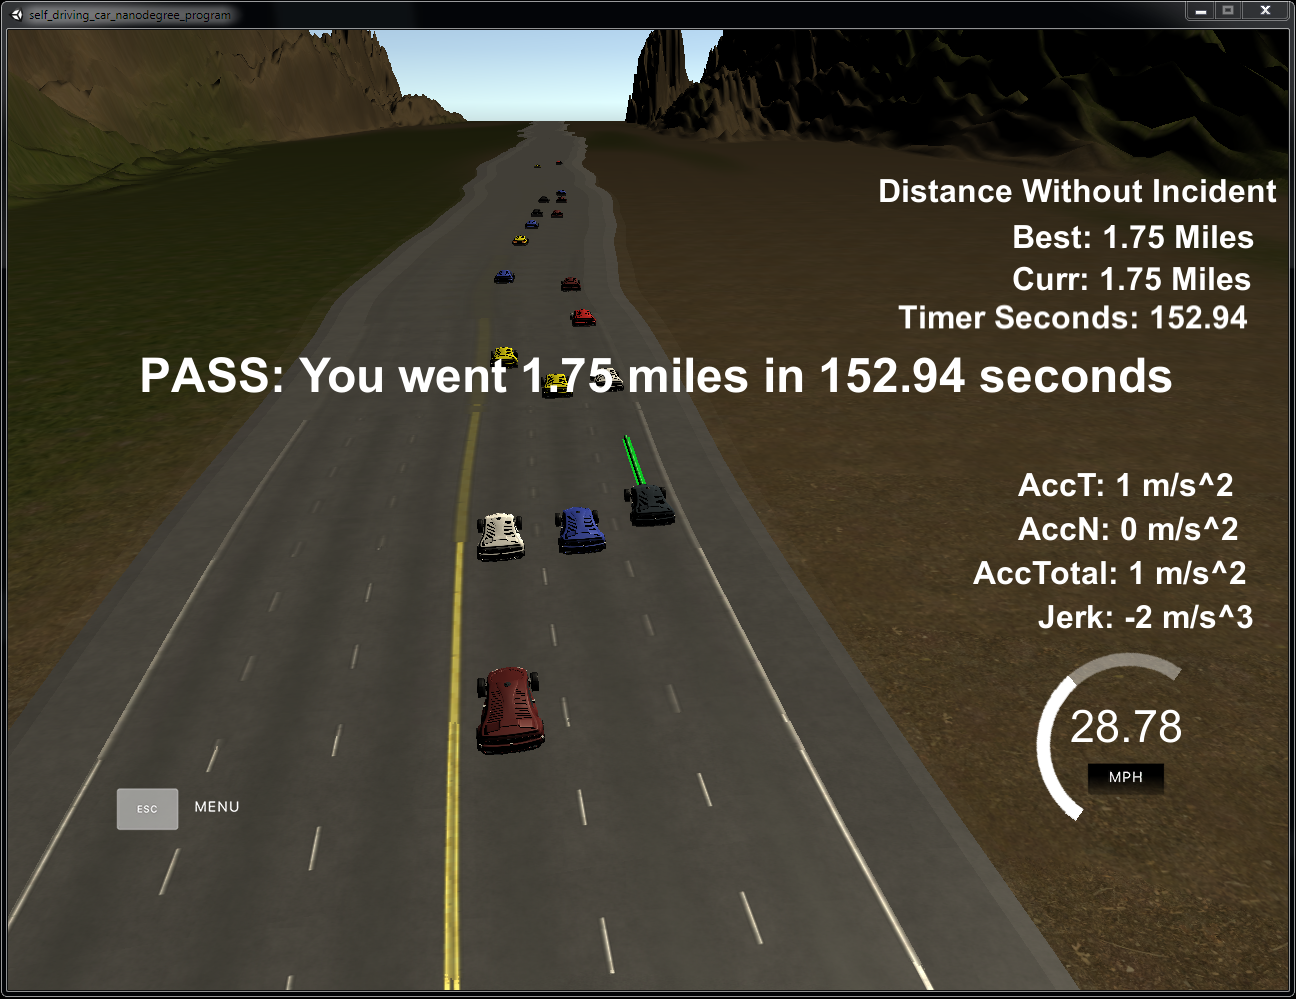 self_driving_car_nanodegree_program
Distance Without Incident
Best: 1.75 Miles
Curr: 1.75 Miles
Timer Seconds: 152.94
PASS: You went 1.75 miles in 152.94 seconds
AccT: 1 m/s^2
AccN: 0 m/s^2
AccTotal: 1 m/s^2
Jerk: -2 m/s^3
28.78
MPH
ESC MENU